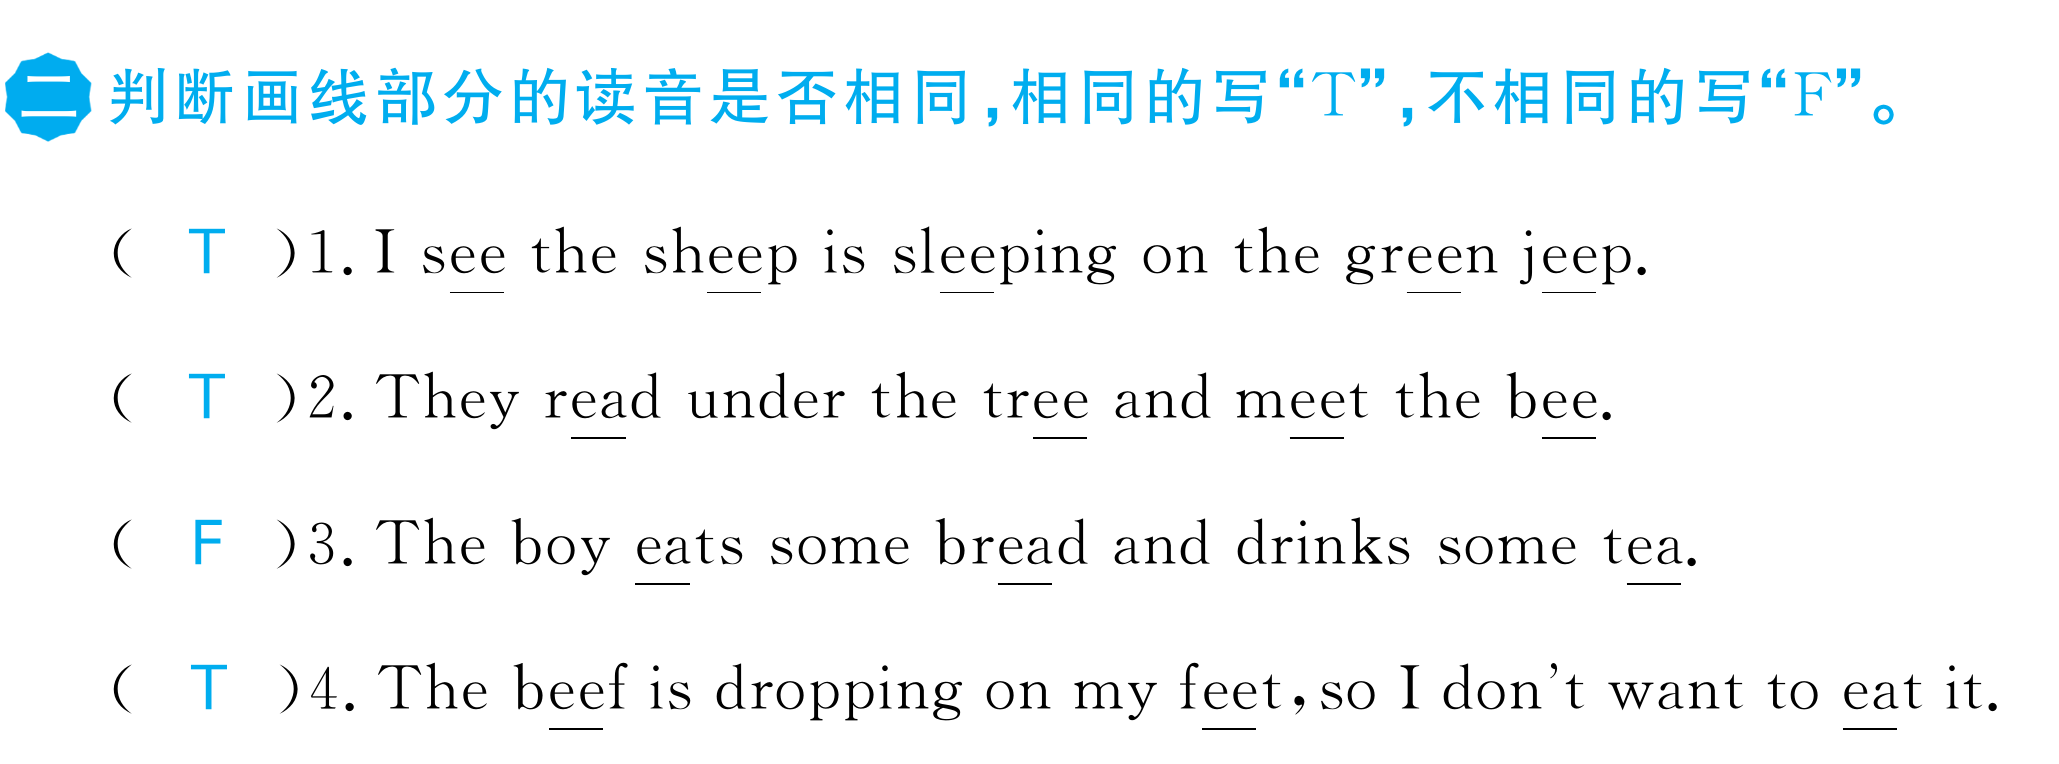 二 判断画线部分的读音是否相同,相同的写“T”,不相同的写“F”。
( T )1. I see the sheep is sleeping on the green jeep.
( T )2. They read under the tree and meet the bee.
( F )3. The boy eats some bread and drinks some tea.
( T )4. The beef is dropping on my feet, so I don't want to eat it.